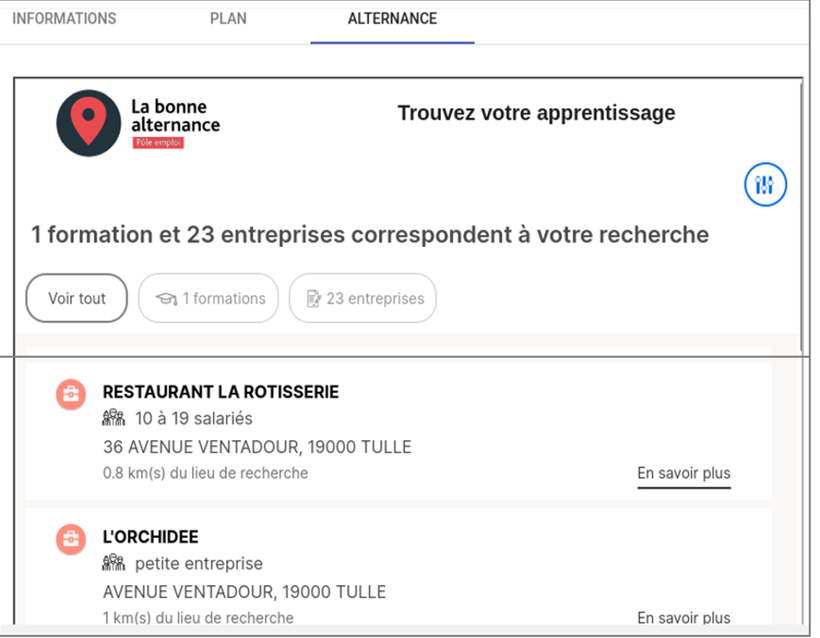 INFORMATIONS PLAN ALTERNANCE
La bonne
alternance
Pôle emploi
Trouvez votre apprentissage
1 formation et 23 entreprises correspondent à votre recherche
Voir tout 1 formations 23 entreprises
RESTAURANT LA ROTISSERIE
10 à 19 salariés
36 AVENUE VENTADOUR, 19000 TULLE
0.8 km(s) du lieu de recherche En savoir plus
L'ORCHIDEE
petite entreprise
AVENUE VENTADOUR, 19000 TULLE
1 km(s) du lieu de recherche En savoir plus